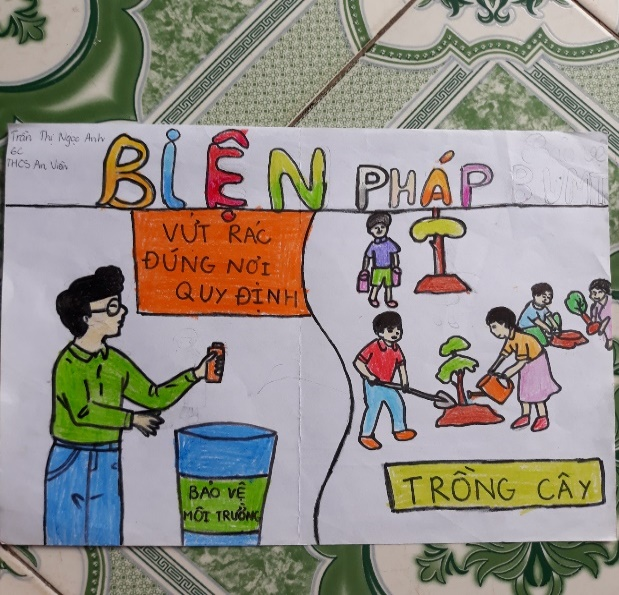 Trần Thị Ngọc Anh
6C
THCS An Viên
BIỆN PHÁP
VỨT RÁC
ĐÚNG NƠI
QUY ĐỊNH
BẢO VỆ
MÔI TRƯỜNG
TRỒNG CÂY